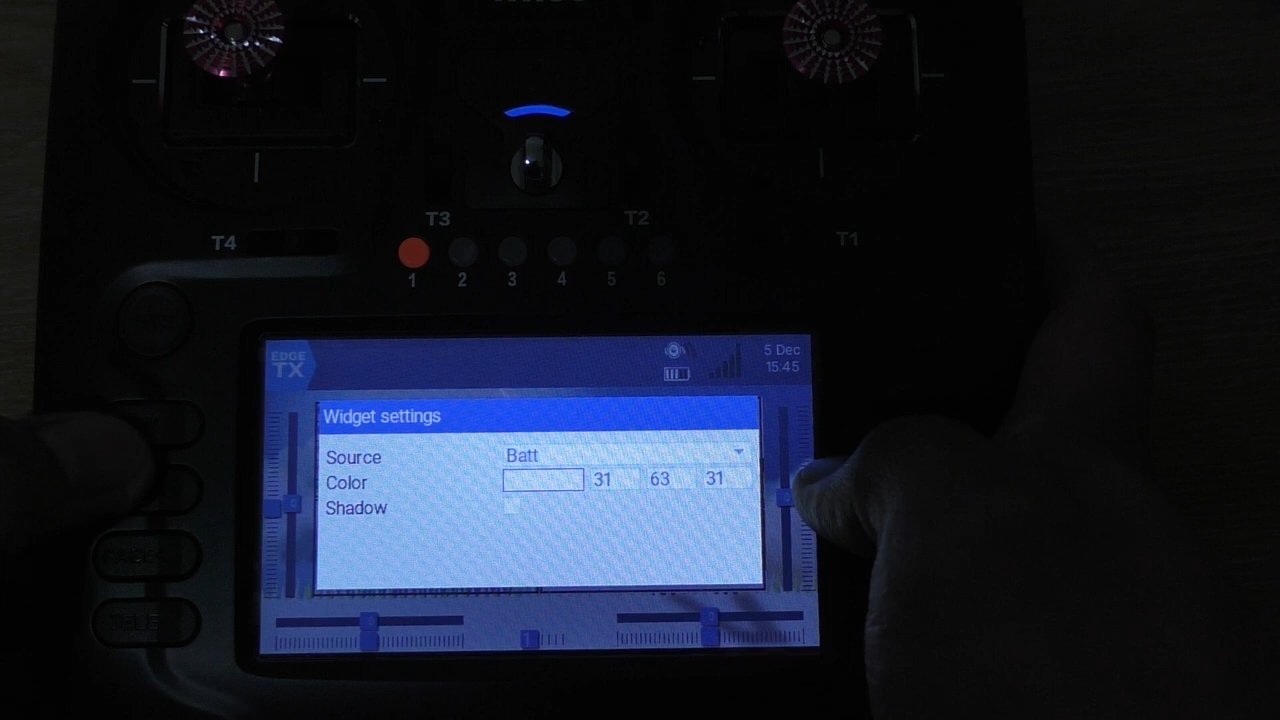 T3
T2
T4
T1
1 2 3 4 5 6
EDGE
TX
5 Dec
15:45
Widget settings
Source Batt
Color 31 63 31
Shadow
TELE